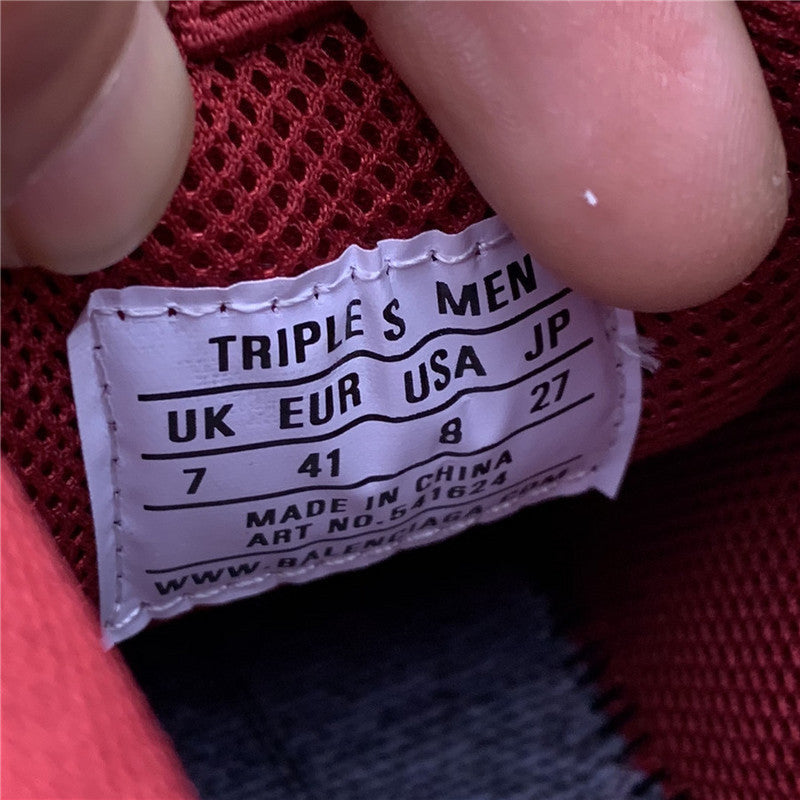 TRIPLE S MEN
UK EUR USA JP
7 41 8 27
MADE IN CHINA
ART NO.541624
WWW.BALENCIAGA.COM